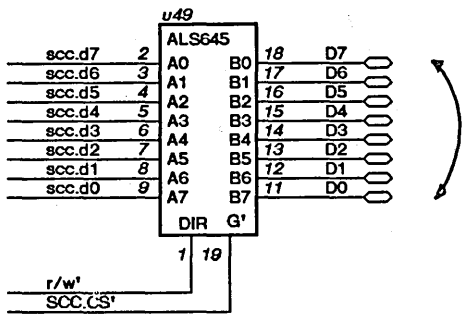 u49
ALS645
scc.d7 2 A0 B0 18 D7
scc.d6 3 A1 B1 17 D6
scc.d5 4 A2 B2 16 D5
scc.d4 5 A3 B3 15 D4
scc.d3 6 A4 B4 14 D3
scc.d2 7 A5 B5 13 D2
scc.d1 8 A6 B6 12 D1
scc.d0 9 A7 B7 11 D0
DIR G'
1 19
r/w'
SCC.CS'